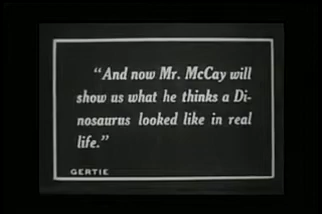 “And now Mr. McCay will
show us what he thinks a Di-
nosaurus looked like in real
life.”
GERTIE